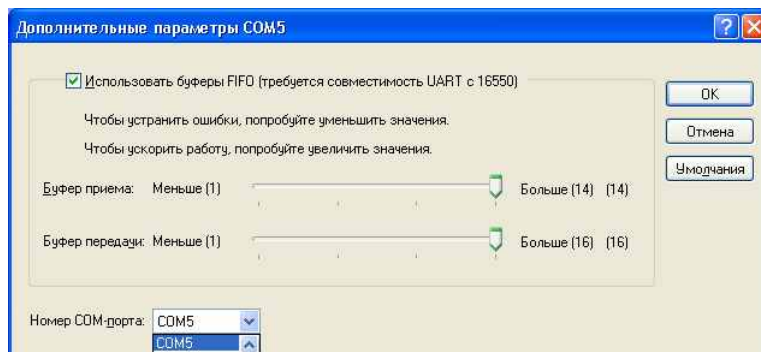 Дополнительные параметры COM5
Использовать буферы FIFO (требуется совместимость UART с 16550)
OK
Чтобы устранить ошибки, попробуйте уменьшить значения.
Отмена
Чтобы ускорить работу, попробуйте увеличить значения.
Умолчания
Буфер приема: Меньше (1) Больше (14) (14)
Буфер передачи: Меньше (1) Больше (16) (16)
Номер COM-порта: COM5
COM5